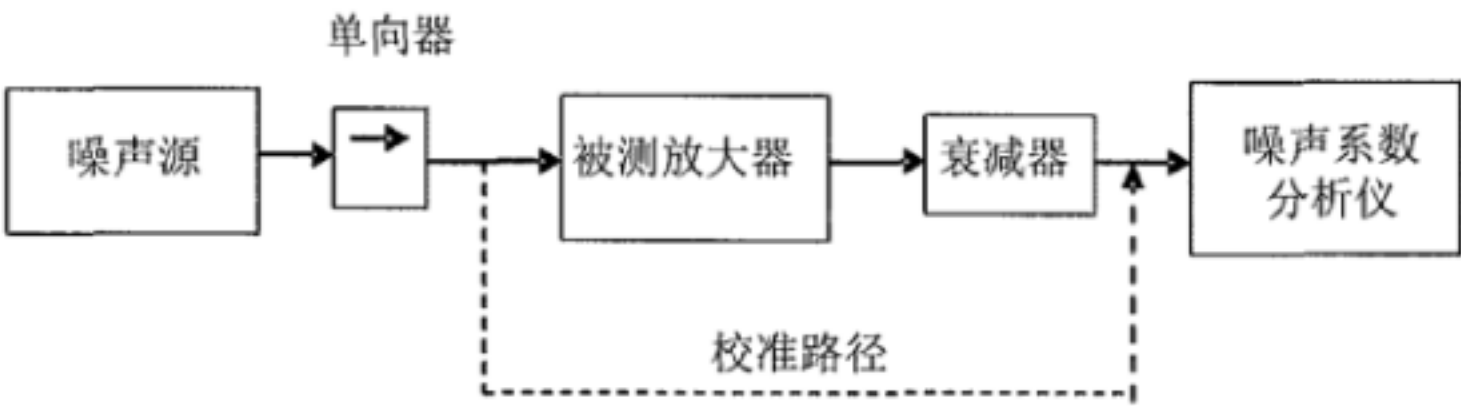 单向器
噪声源
被测放大器
衰减器
噪声系数
分析仪
校准路径